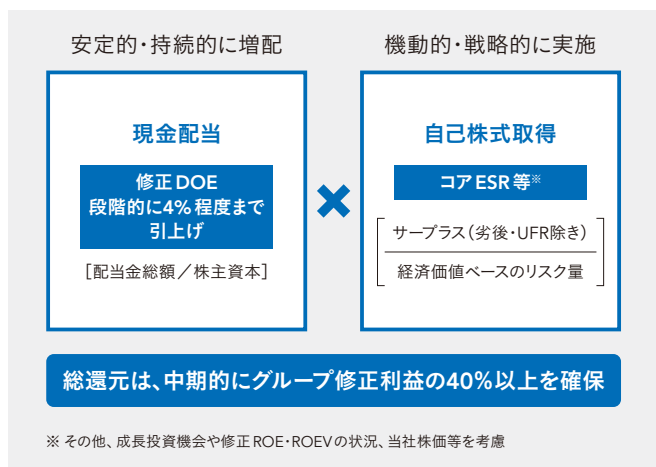 安定的・持続的に増配
現金配当
修正DOE
段階的に4%程度まで
引上げ
[配当金総額／株主資本]
×
機動的・戦略的に実施
自己株式取得
コアESR等※
サープラス(劣後・UFR除き)
経済価値ベースのリスク量
総還元は、中期的にグループ修正利益の40%以上を確保
※ その他、成長投資機会や修正ROE・ROEVの状況、当社株価等を考慮